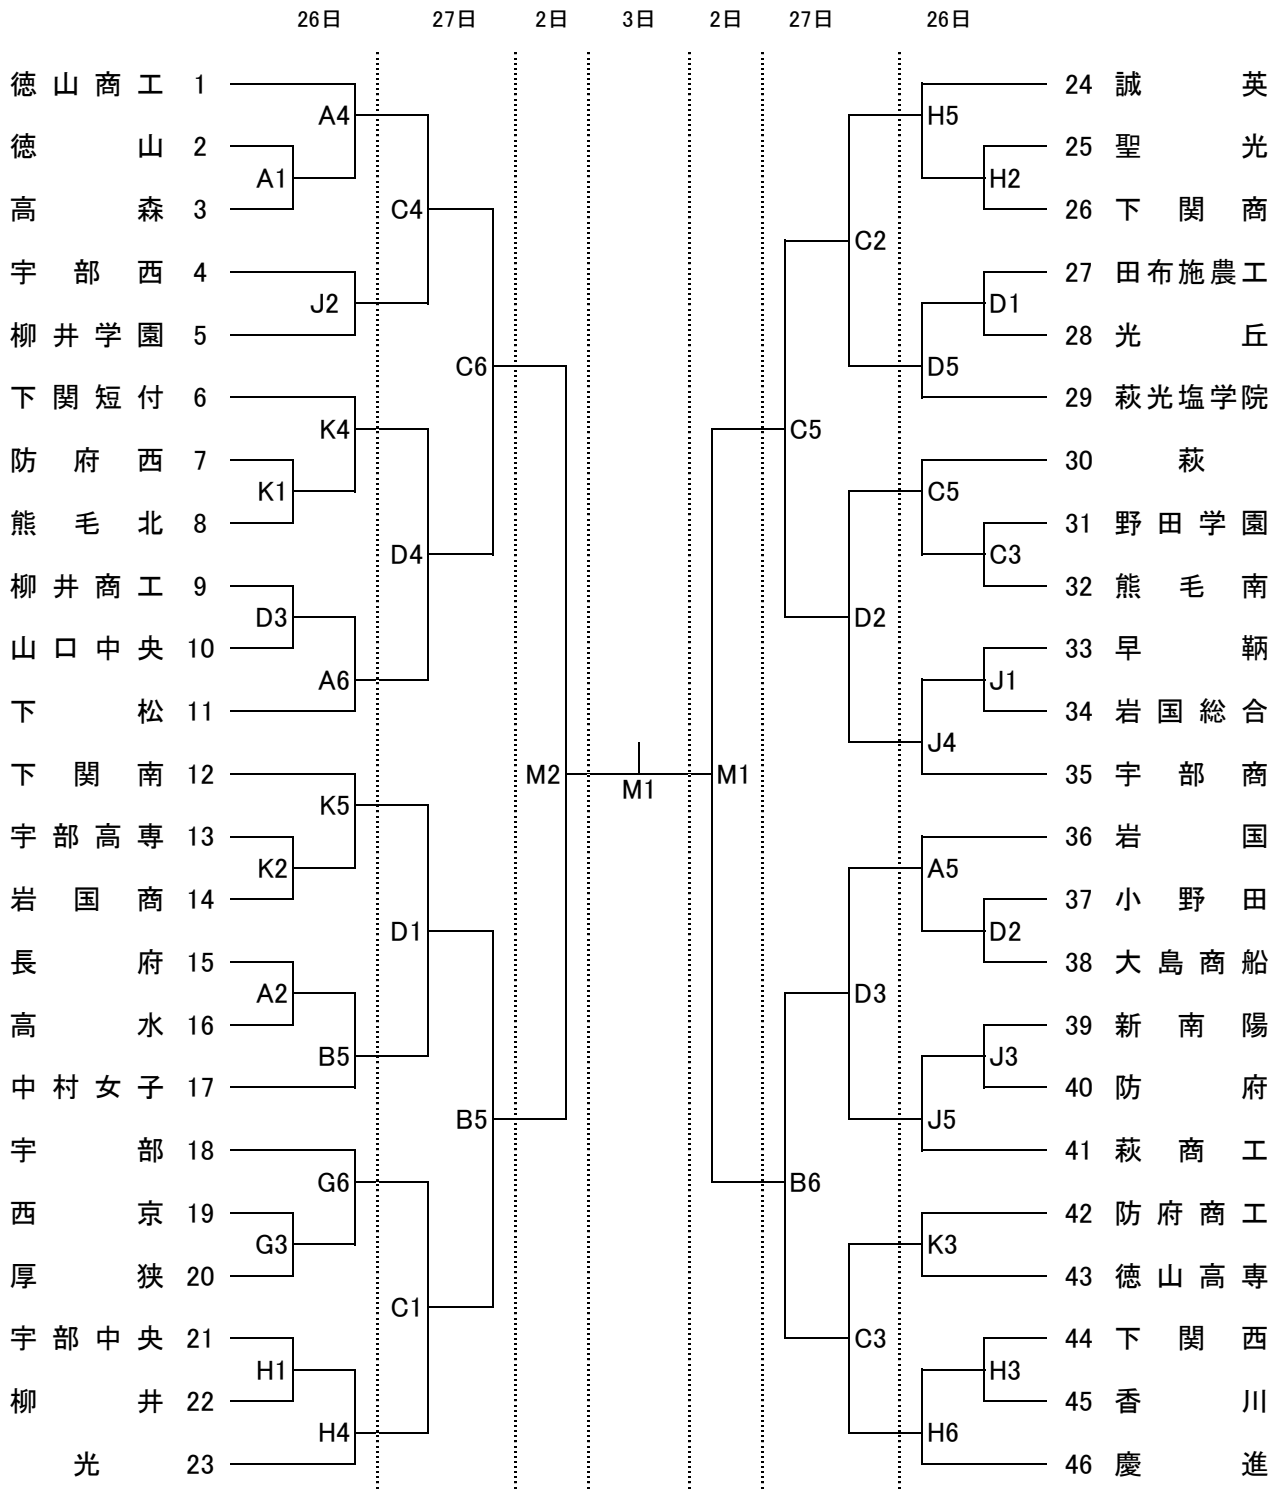 26日 27日 2日 3日 2日 27日 26日
徳山商工 1
24 誠英
A4
H5
徳山 2
25 聖光
A1
H2
高森 3
C4
26 下関商
C2
宇部西 4
27 田布施農工
J2
D1
柳井学園 5
28 光丘
C6
D5
下関短付 6
29 萩光塩学院
K4
C5
防府西 7
30 萩
K1
C5
熊毛北 8
31 野田学園
D4
C3
柳井商工 9
32 熊毛南
D3
D2
山口中央 10
33 早鞆
A6
J1
下松 11
34 岩国総合
J4
下関南 12
M2
M1
M1
35 宇部商
K5
宇部高専 13
36 岩国
K2
A5
岩国商 14
37 小野田
D1
D2
長府 15
38 大島商船
A2
D3
高水 16
39 新南陽
B5
J3
中村女子 17
40 防府
B5
J5
宇部 18
41 萩商工
G6
B6
西京 19
42 防府商工
G3
K3
厚狭 20
43 徳山高専
C1
宇部中央 21
C3
44 下関西
H1
H3
柳井 22
45 香川
H4
H6
光 23
46 慶進